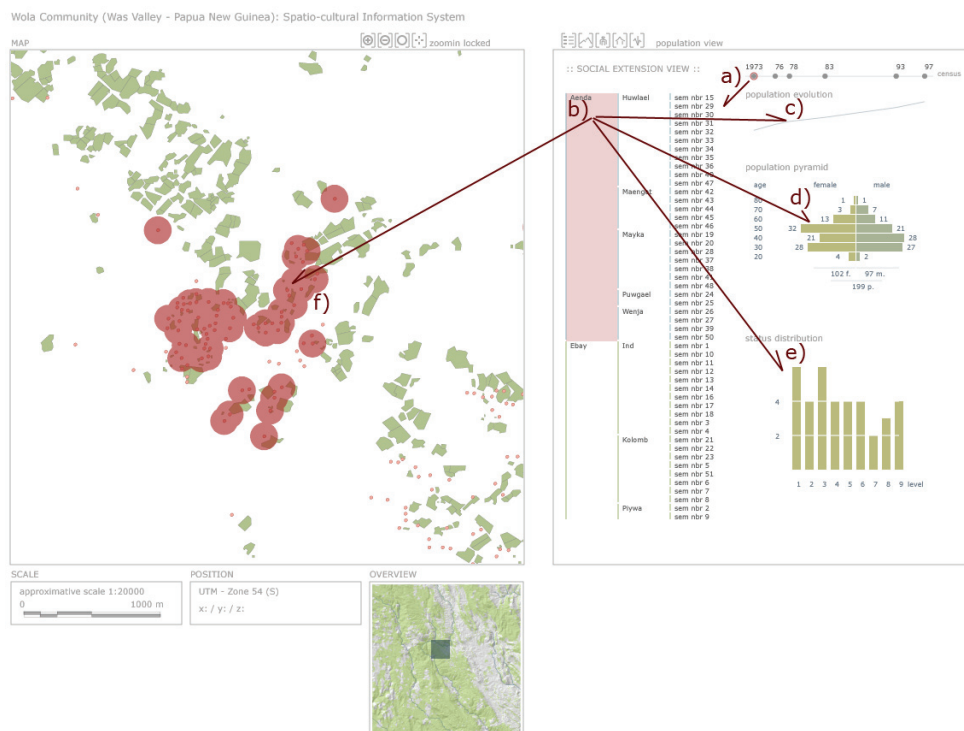 Wola Community (Was Valley - Papua New Guinea): Spatio-cultural Information System
MAP
zoomin locked
population view
:: SOCIAL EXTENSION VIEW ::
1973 76 78 83 93 97
census
a)
population evolution
b)
c)
Aenda
Huwlael
sem nbr 15
sem nbr 29
sem nbr 30
sem nbr 31
sem nbr 32
sem nbr 33
sem nbr 34
sem nbr 35
sem nbr 36
sem nbr 47
Maenget
sem nbr 42
sem nbr 43
sem nbr 44
sem nbr 45
sem nbr 46
Mayka
sem nbr 19
sem nbr 20
sem nbr 28
sem nbr 37
sem nbr 38
sem nbr 48
Puwgael
sem nbr 24
sem nbr 25
Wenja
sem nbr 26
sem nbr 27
sem nbr 39
sem nbr 50
Ebay
Ind
sem nbr 1
sem nbr 10
sem nbr 11
sem nbr 12
sem nbr 13
sem nbr 14
sem nbr 16
sem nbr 17
sem nbr 18
sem nbr 3
sem nbr 4
Kolomb
sem nbr 21
sem nbr 22
sem nbr 23
sem nbr 5
sem nbr 51
sem nbr 6
sem nbr 7
sem nbr 8
Piywa
sem nbr 2
sem nbr 9
population pyramid
age female male
d)
80 1 1
70 3 7
60 13 11
50 32 21
40 21 28
30 28 27
20 4 2
102 f. 97 m.
199 p.
f)
status distribution
e)
4
2
1 2 3 4 5 6 7 8 9 level
SCALE
approximative scale 1:20000
0 1000 m
POSITION
UTM - Zone 54 (S)
x: / y: / z:
OVERVIEW